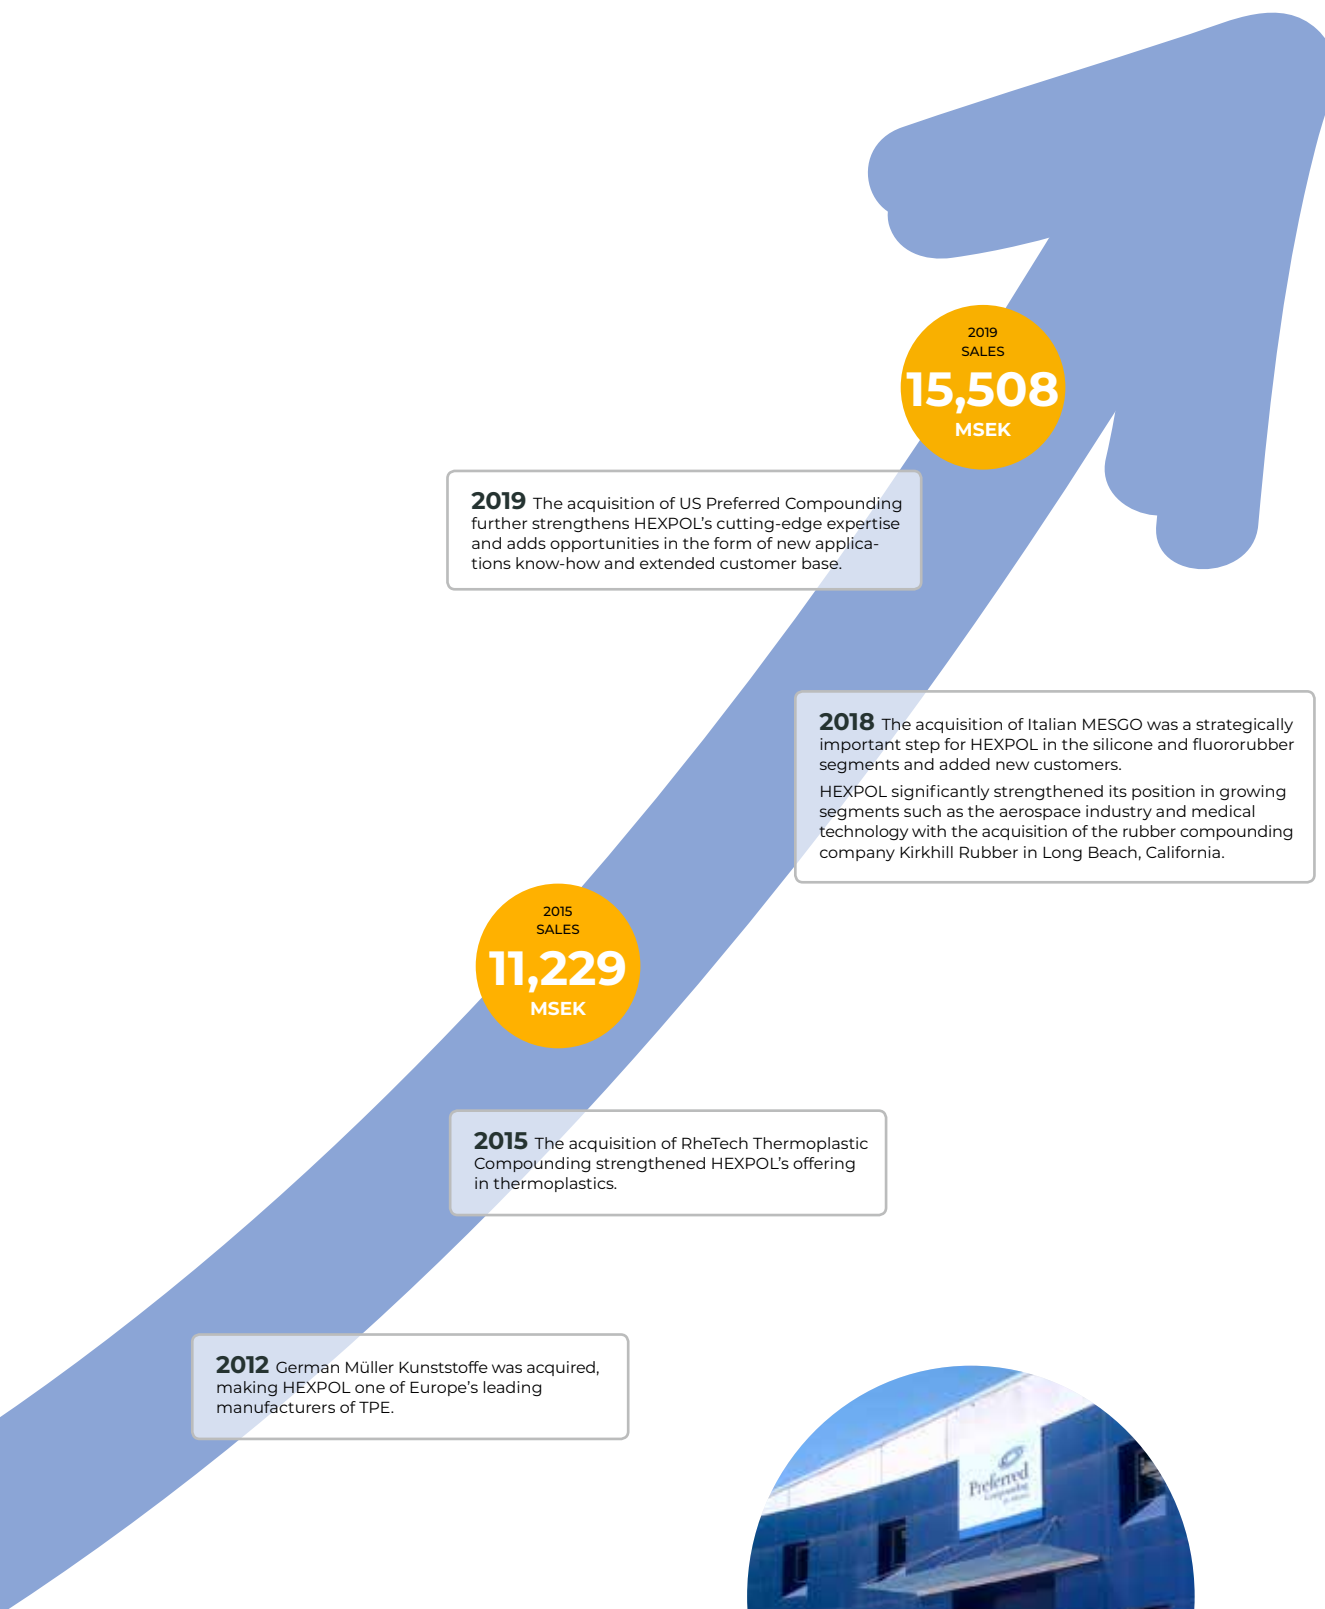 2019
SALES
15,508
MSEK
2019 The acquisition of US Preferred Compounding
further strengthens HEXPOL’s cutting-edge expertise
and adds opportunities in the form of new applica-
tions know-how and extended customer base.
2018 The acquisition of Italian MESGO was a strategically
important step for HEXPOL in the silicone and fluororubber
segments and added new customers.
HEXPOL significantly strengthened its position in growing
segments such as the aerospace industry and medical
technology with the acquisition of the rubber compounding
company Kirkhill Rubber in Long Beach, California.
2015
SALES
11,229
MSEK
2015 The acquisition of RheTech Thermoplastic
Compounding strengthened HEXPOL’s offering
in thermoplastics.
2012 German Müller Kunststoffe was acquired,
making HEXPOL one of Europe’s leading
manufacturers of TPE.
Preferred
Compounding